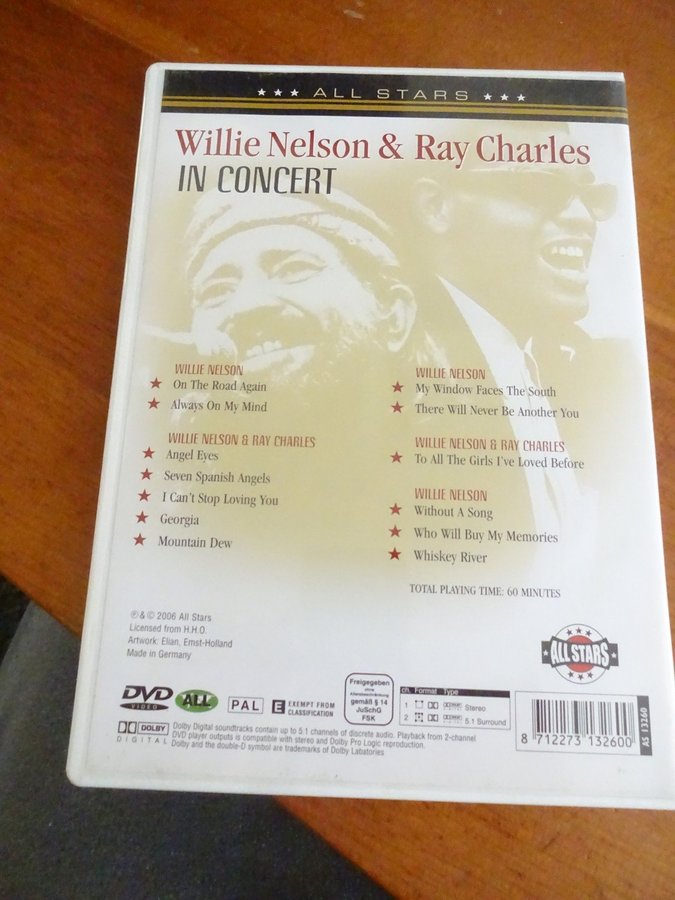 ★★★ ALL STARS ★★★
Willie Nelson & Ray Charles
IN CONCERT
WILLIE NELSON
★ On The Road Again
★ Always On My Mind
WILLIE NELSON & RAY CHARLES
★ Angel Eyes
★ Seven Spanish Angels
★ I Can't Stop Loving You
★ Georgia
★ Mountain Dew
WILLIE NELSON
★ My Window Faces The South
★ There Will Never Be Another You
WILLIE NELSON & RAY CHARLES
★ To All The Girls I've Loved Before
WILLIE NELSON
★ Without A Song
★ Who Will Buy My Memories
★ Whiskey River
TOTAL PLAYING TIME: 60 MINUTES
℗ & © 2006 All Stars
Licensed from H.H.O.
Artwork: Elian, Emst-Holland
Made in Germany
ALL STARS
DVD
VIDEO
ALL
PAL
E EXEMPT FROM
CLASSIFICATION
Freigegeben
ohne
Altersbeschränkung
gemäß § 14
JuSchG
FSK
ch. Format Type
1 Stereo
2 5.1 Surround
8 712273 132600
AS 13260
DOLBY
DIGITAL
Dolby Digital soundtracks contain up to 5.1 channels of discrete audio. Playback from 2-channel
DVD player outputs is compatible with stereo and Dolby Pro Logic reproduction.
Dolby and the double-D symbol are trademarks of Dolby Labatories